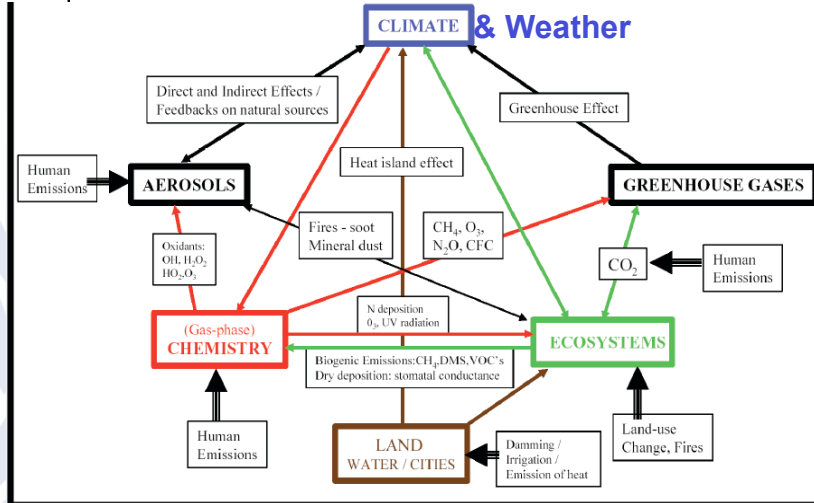 CLIMATE & Weather
Direct and Indirect Effects /
Feedbacks on natural sources
Greenhouse Effect
Human
Emissions
AEROSOLS
Heat island effect
GREENHOUSE GASES
Oxidants:
OH, H₂O₂
HO₂,O₃
Fires - soot
Mineral dust
CH₄, O₃,
N₂O, CFC
CO₂
Human
Emissions
N deposition
0₃, UV radiation
(Gas-phase)
CHEMISTRY
ECOSYSTEMS
Biogenic Emissions:CH₄,DMS,VOC's
Dry deposition: stomatal conductance
Human
Emissions
LAND
WATER / CITIES
Damming /
Irrigation /
Emission of heat
Land-use
Change, Fires